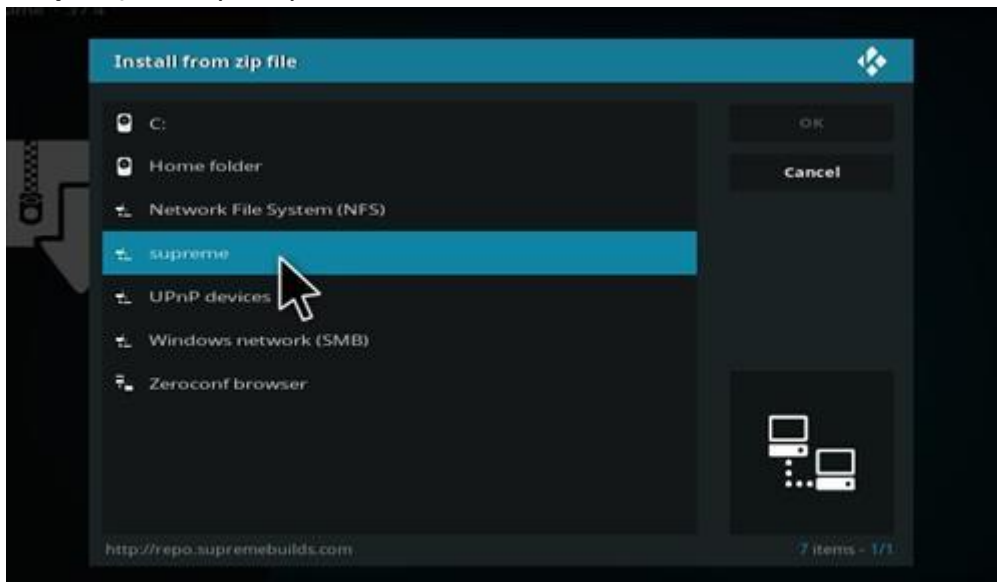 Install from zip file
C:
OK
Home folder
Cancel
Network File System (NFS)
supreme
UPnP devices
Windows network (SMB)
Zeroconf browser
http://repo.supremebuilds.com
7 items - 1/1